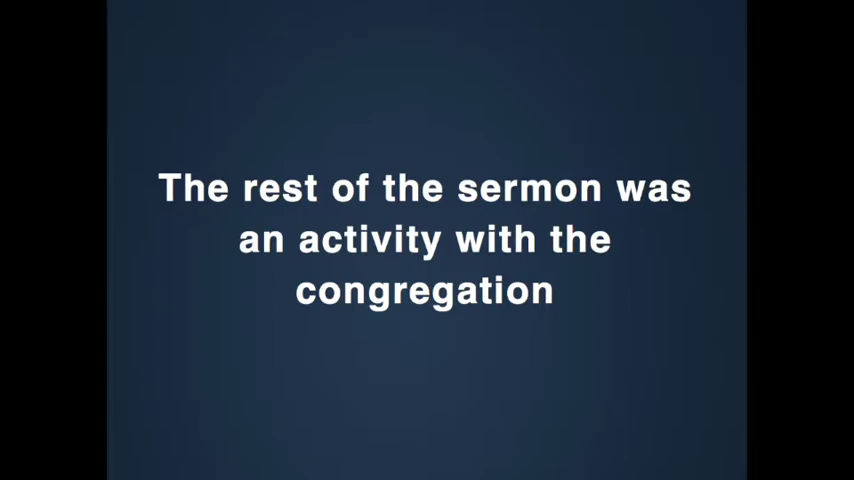 The rest of the sermon was
an activity with the
congregation